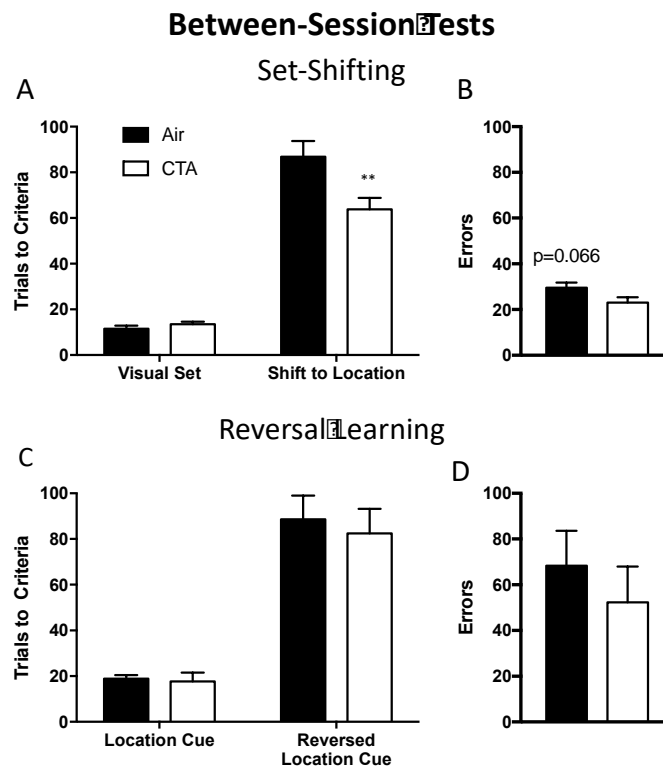 Between-Session⍰Tests
Set-Shifting
A
B
100
80
60
40
20
0
Trials to Criteria
Air
CTA
**
Visual Set
Shift to Location
100
80
60
40
20
0
Errors
p=0.066
Reversal⍰Learning
C
D
100
80
60
40
20
0
Trials to Criteria
Location Cue
Reversed
Location Cue
100
80
60
40
20
0
Errors